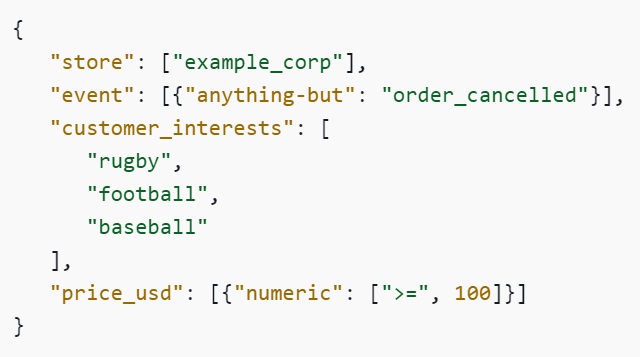 {
   "store": ["example_corp"],
   "event": [{"anything-but": "order_cancelled"}],
   "customer_interests": [
      "rugby",
      "football",
      "baseball"
   ],
   "price_usd": [{"numeric": [">=", 100]}]
}